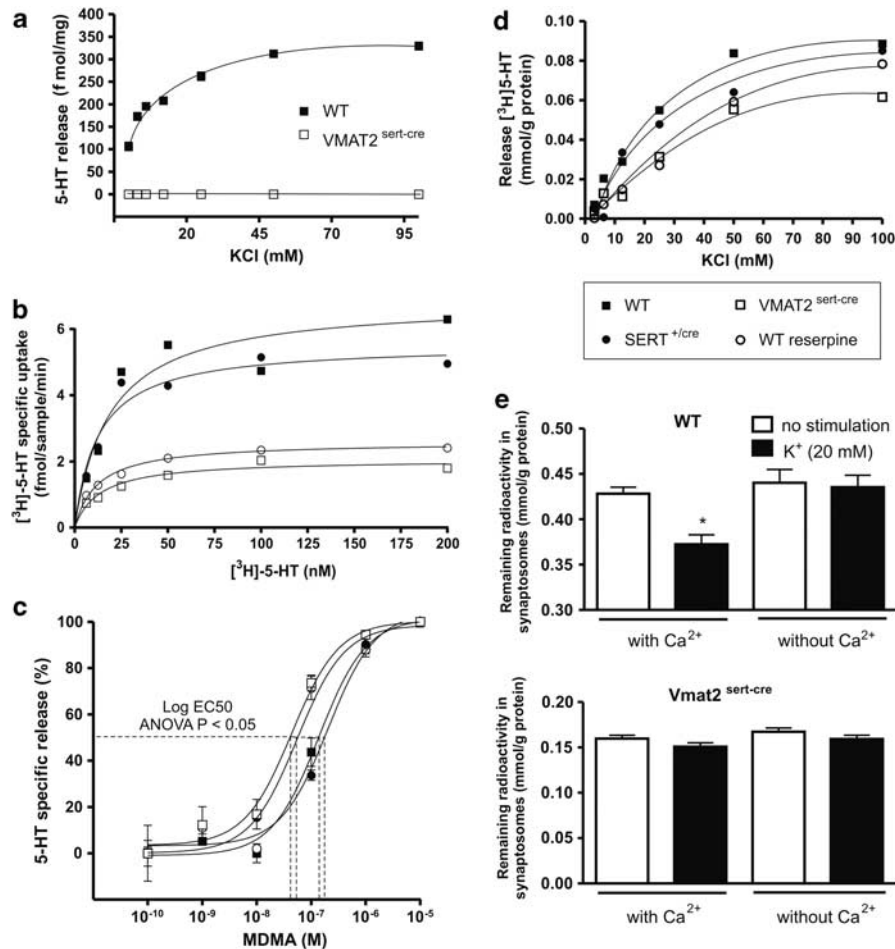 a
5-HT release (f mol/mg)
400
350
300
250
200
150
100
50
0
WT
VMAT2 sert-cre
20
45
70
95
KCl (mM)
b
[³H]-5-HT specific uptake
(fmol/sample/min)
6
4
2
0
0
25
50
75
100
125
150
175
200
[³H]-5-HT (nM)
c
5-HT specific release (%)
100
80
60
40
20
0
Log EC50
ANOVA P < 0.05
10⁻¹⁰
10⁻⁹
10⁻⁸
10⁻⁷
10⁻⁶
10⁻⁵
MDMA (M)
d
Release [³H]5-HT
(mmol/g protein)
0.10
0.08
0.06
0.04
0.02
0.00
0
10
20
30
40
50
60
70
80
90
100
KCl (mM)
WT
VMAT2 sert-cre
SERT +/cre
WT reserpine
e
WT
no stimulation
K⁺ (20 mM)
Remaining radioactivity in
synaptosomes (mmol/g protein)
0.50
0.45
0.40
0.35
0.30
*
with Ca²⁺
without Ca²⁺
Vmat2 sert-cre
Remaining radioactivity in
synaptosomes (mmol/g protein)
0.20
0.15
0.10
0.05
0.00
with Ca²⁺
without Ca²⁺